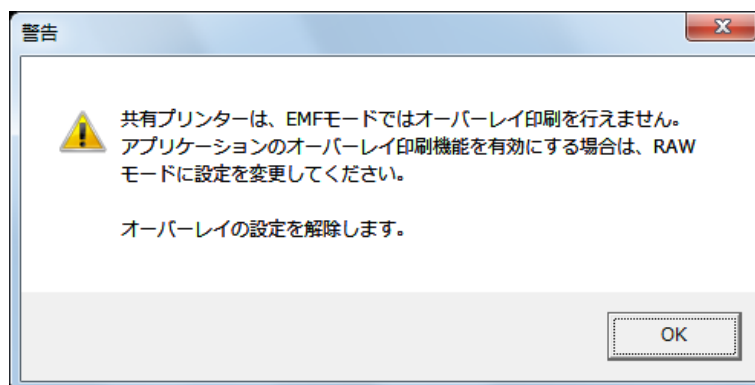 警告
共有プリンターは、EMFモードではオーバーレイ印刷を行えません。
アプリケーションのオーバーレイ印刷機能を有効にする場合は、RAW
モードに設定を変更してください。
オーバーレイの設定を解除します。
OK